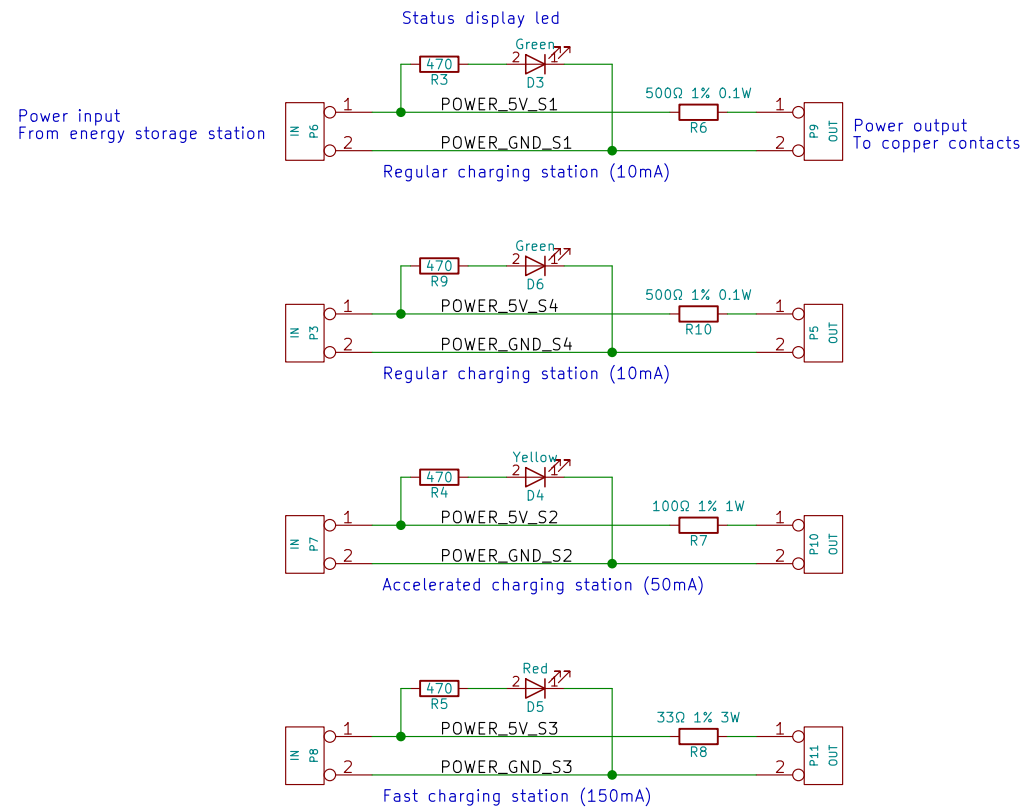 Status display led
Green
2 1
470
R3
D3
500Ω 1% 0.1W
R6
Power input
From energy storage station
IN
P6
1
2
POWER_5V_S1
POWER_GND_S1
1
2
P9
OUT
Power output
To copper contacts
Regular charging station (10mA)
Green
2 1
470
R9
D6
500Ω 1% 0.1W
R10
IN
P3
1
2
POWER_5V_S4
POWER_GND_S4
1
2
P5
OUT
Regular charging station (10mA)
Yellow
2 1
470
R4
D4
100Ω 1% 1W
R7
IN
P7
1
2
POWER_5V_S2
POWER_GND_S2
1
2
P10
OUT
Accelerated charging station (50mA)
Red
2 1
470
R5
D5
33Ω 1% 3W
R8
IN
P8
1
2
POWER_5V_S3
POWER_GND_S3
1
2
P11
OUT
Fast charging station (150mA)